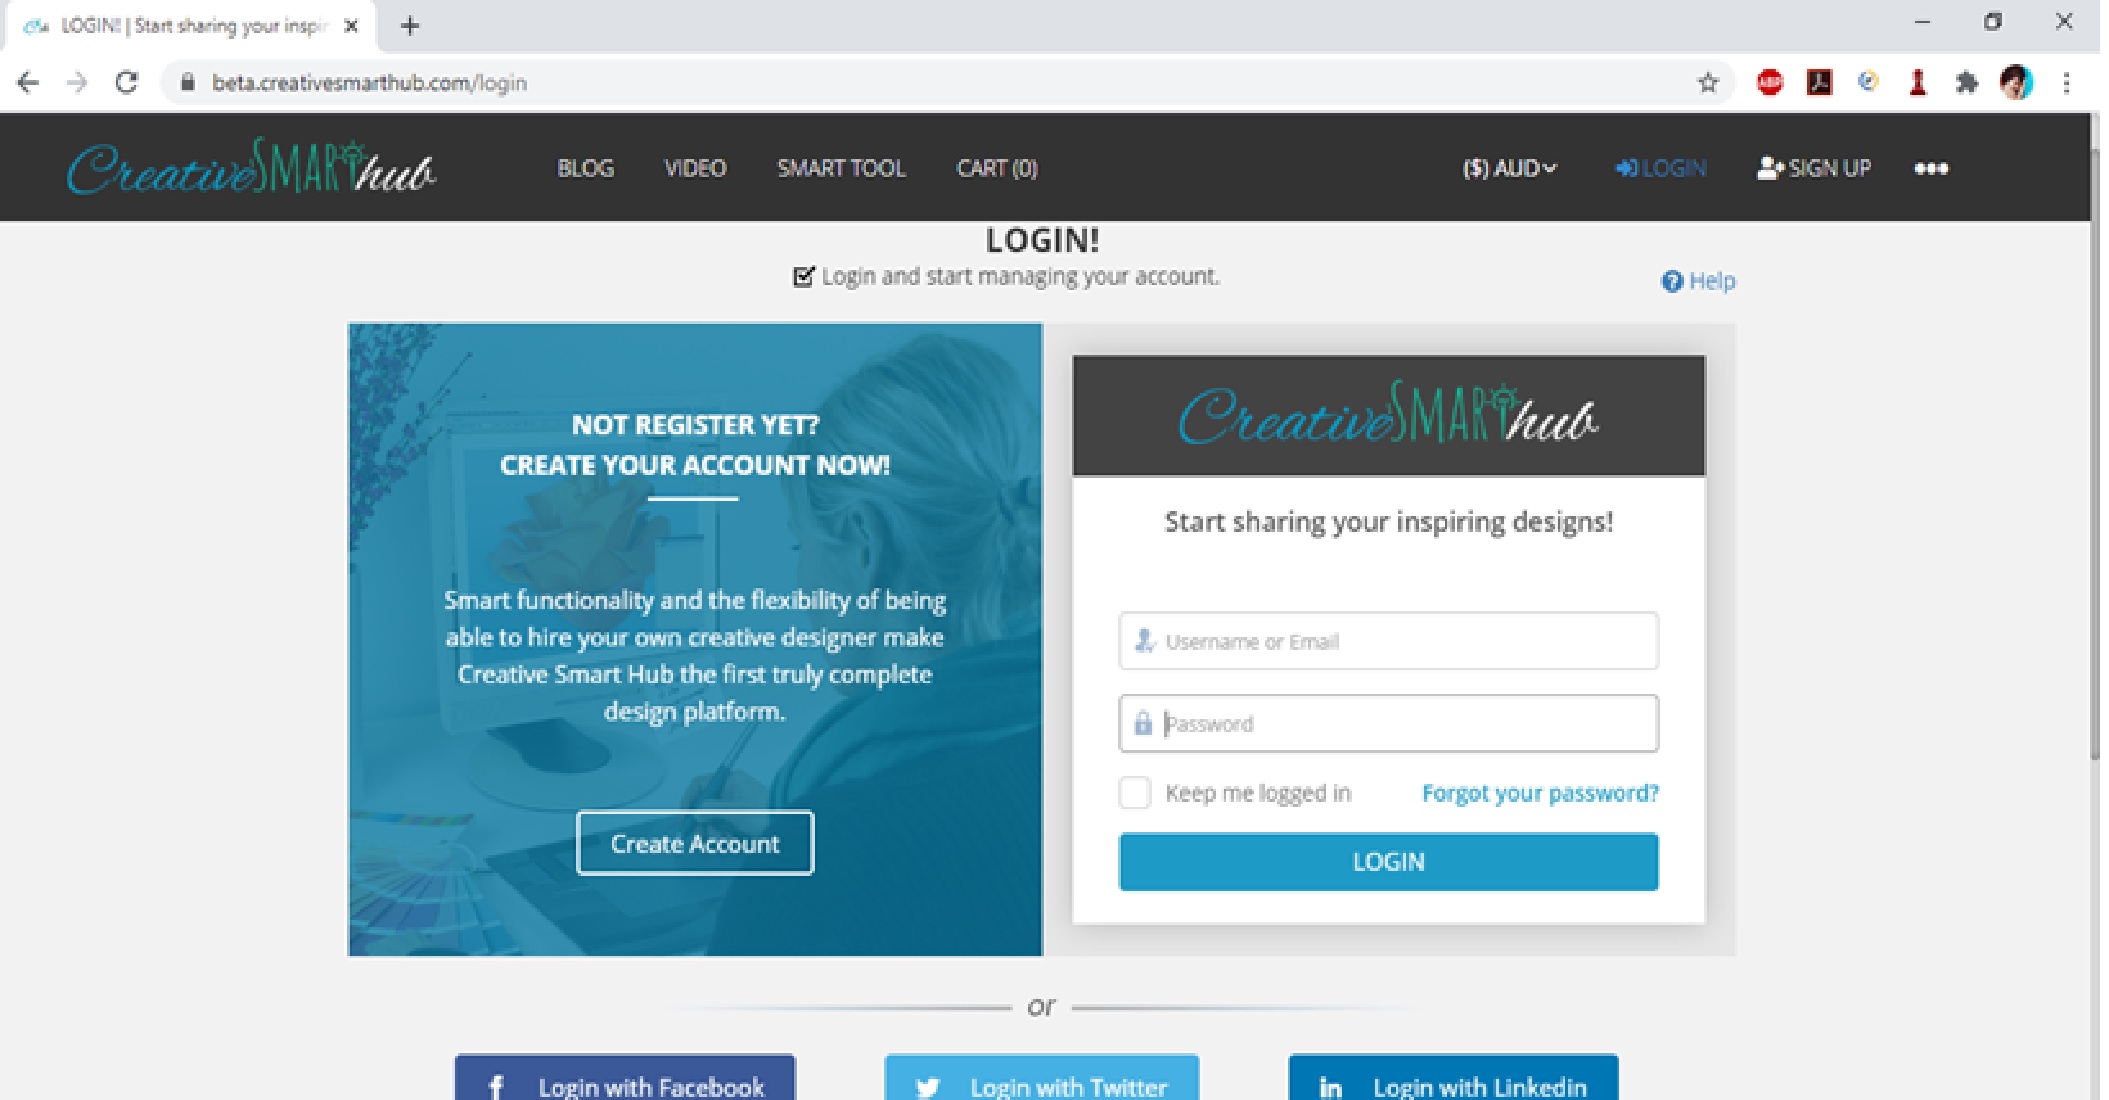 LOGIN! | Start sharing your inspir
beta.creativesmarthub.com/login
ABP
CreativeSMARThub
BLOG VIDEO SMART TOOL CART (0) ($) AUD LOGIN SIGN UP
LOGIN!
Login and start managing your account.
Help
NOT REGISTER YET?
CREATE YOUR ACCOUNT NOW!
Smart functionality and the flexibility of being
able to hire your own creative designer make
Creative Smart Hub the first truly complete
design platform.
Create Account
CreativeSMARThub
Start sharing your inspiring designs!
Username or Email
Password
Keep me logged in Forgot your password?
LOGIN
or
f Login with Facebook
Login with Twitter
in Login with Linkedin